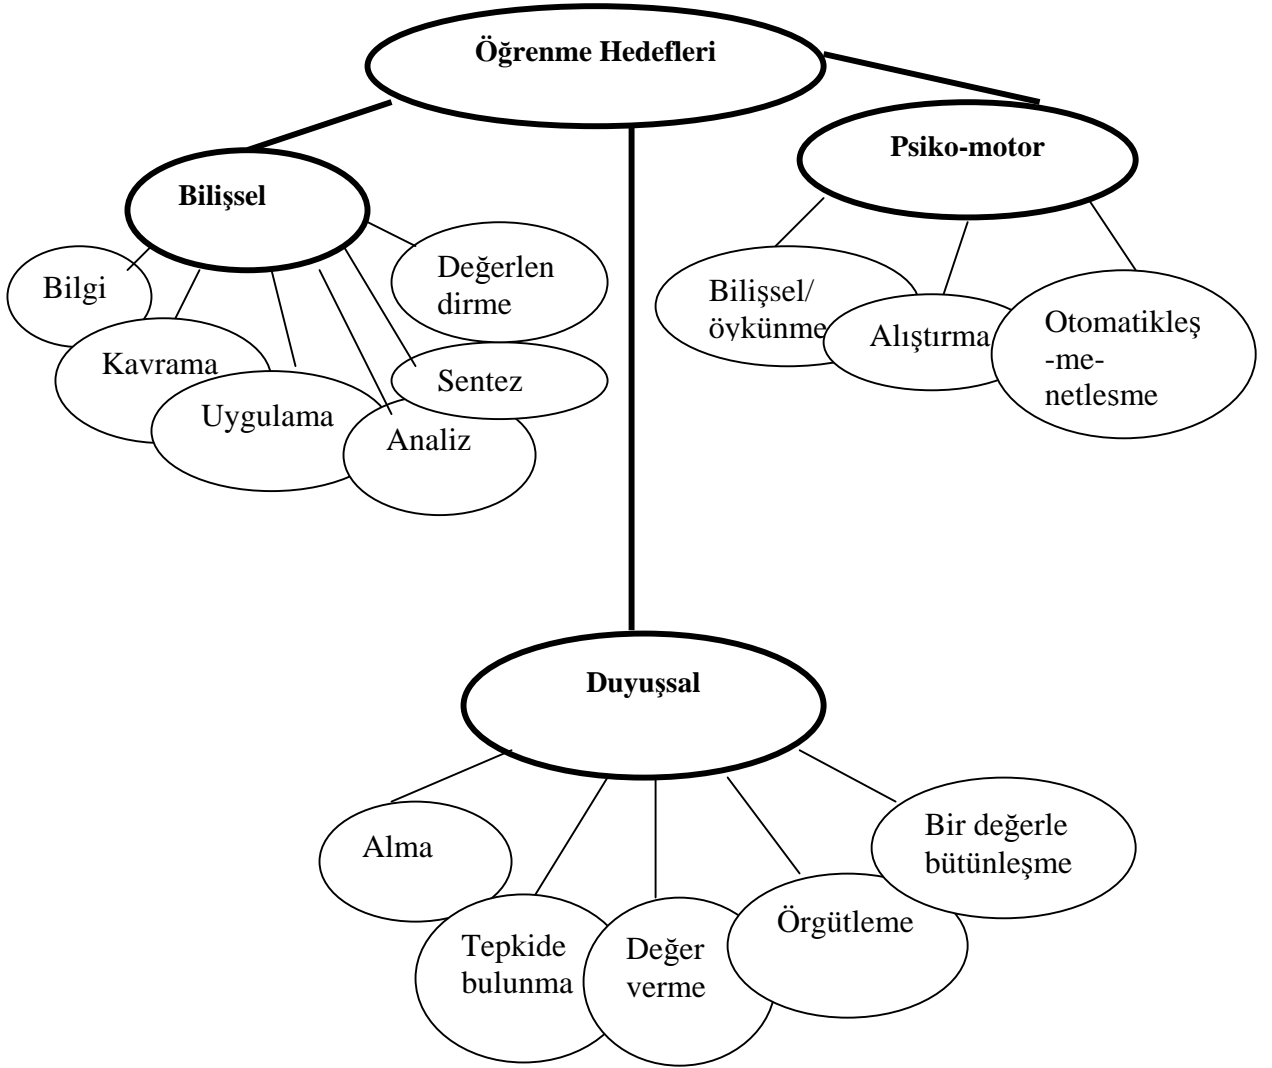 Öğrenme Hedefleri
Psiko-motor
Bilişsel
Bilgi
Kavrama
Uygulama
Analiz
Sentez
Değerlen
dirme
Bilişsel/
öykünme
Alıştırma
Otomatikleş
-me-
netlesme
Duyuşsal
Alma
Tepkide
bulunma
Değer
verme
Örgütleme
Bir değerle
bütünleşme